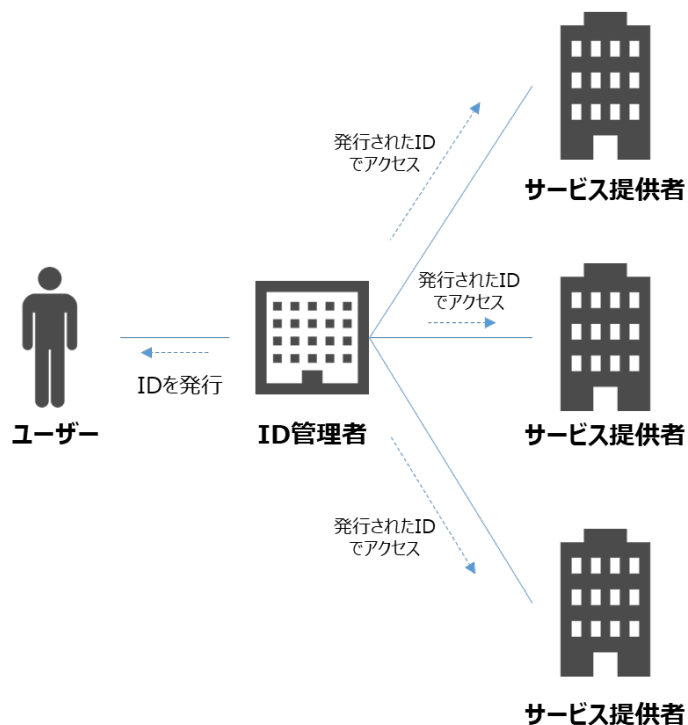 発行されたID
でアクセス
サービス提供者
発行されたID
でアクセス
IDを発行
ユーザー
ID管理者
サービス提供者
発行されたID
でアクセス
サービス提供者